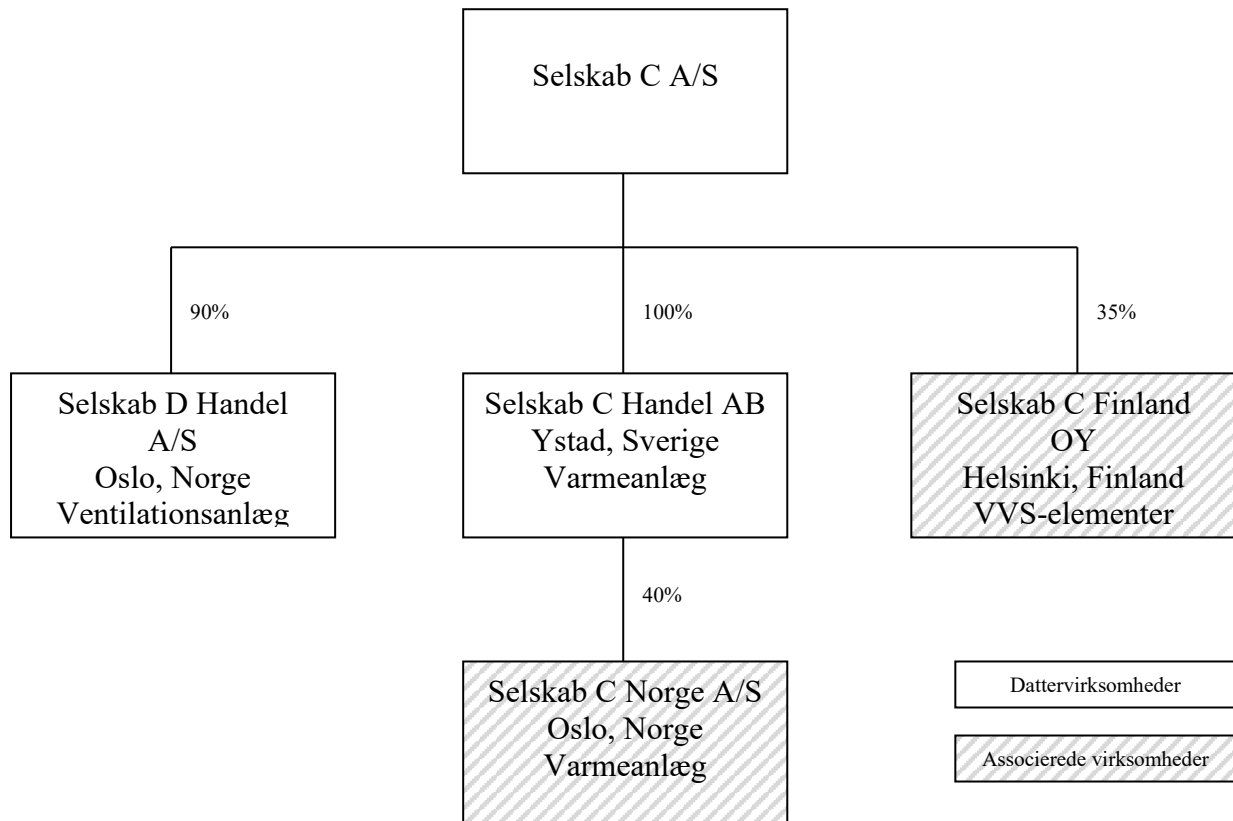 Selskab C A/S
90%
100%
35%
Selskab D Handel
A/S
Oslo, Norge
Ventilationsanlæg
Selskab C Handel AB
Ystad, Sverige
Varmeanlæg
Selskab C Finland
OY
Helsinki, Finland
VVS-elementer
40%
Selskab C Norge A/S
Oslo, Norge
Varmeanlæg
Dattervirksomheder
Associerede virksomheder